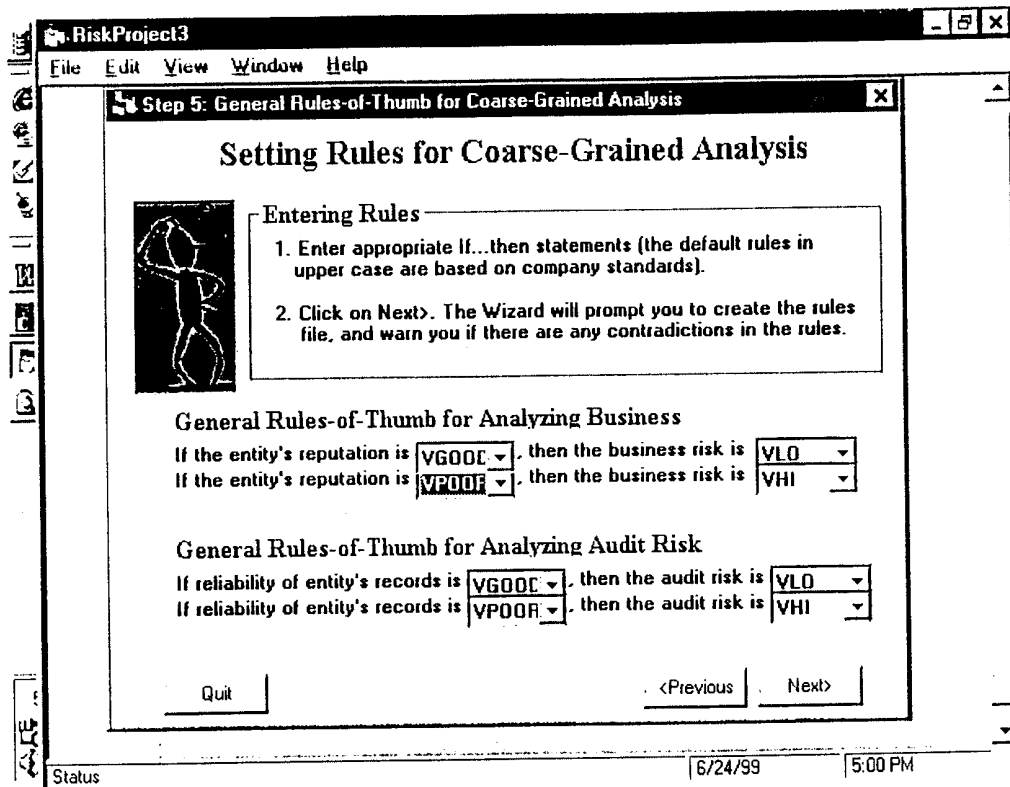 RiskProject3
File Edit View Window Help
Step 5: General Rules-of-Thumb for Coarse-Grained Analysis
Setting Rules for Coarse-Grained Analysis
Entering Rules
1. Enter appropriate If...then statements (the default rules in
upper case are based on company standards).
2. Click on Next>. The Wizard will prompt you to create the rules
file, and warn you if there are any contradictions in the rules.
General Rules-of-Thumb for Analyzing Business
If the entity's reputation is VGOOD, then the business risk is VLO
If the entity's reputation is VPOOR, then the business risk is VHI
General Rules-of-Thumb for Analyzing Audit Risk
If reliability of entity's records is VGOOD, then the audit risk is VLO
If reliability of entity's records is VPOOR, then the audit risk is VHI
Quit <Previous Next>
Status 6/24/99 5:00 PM